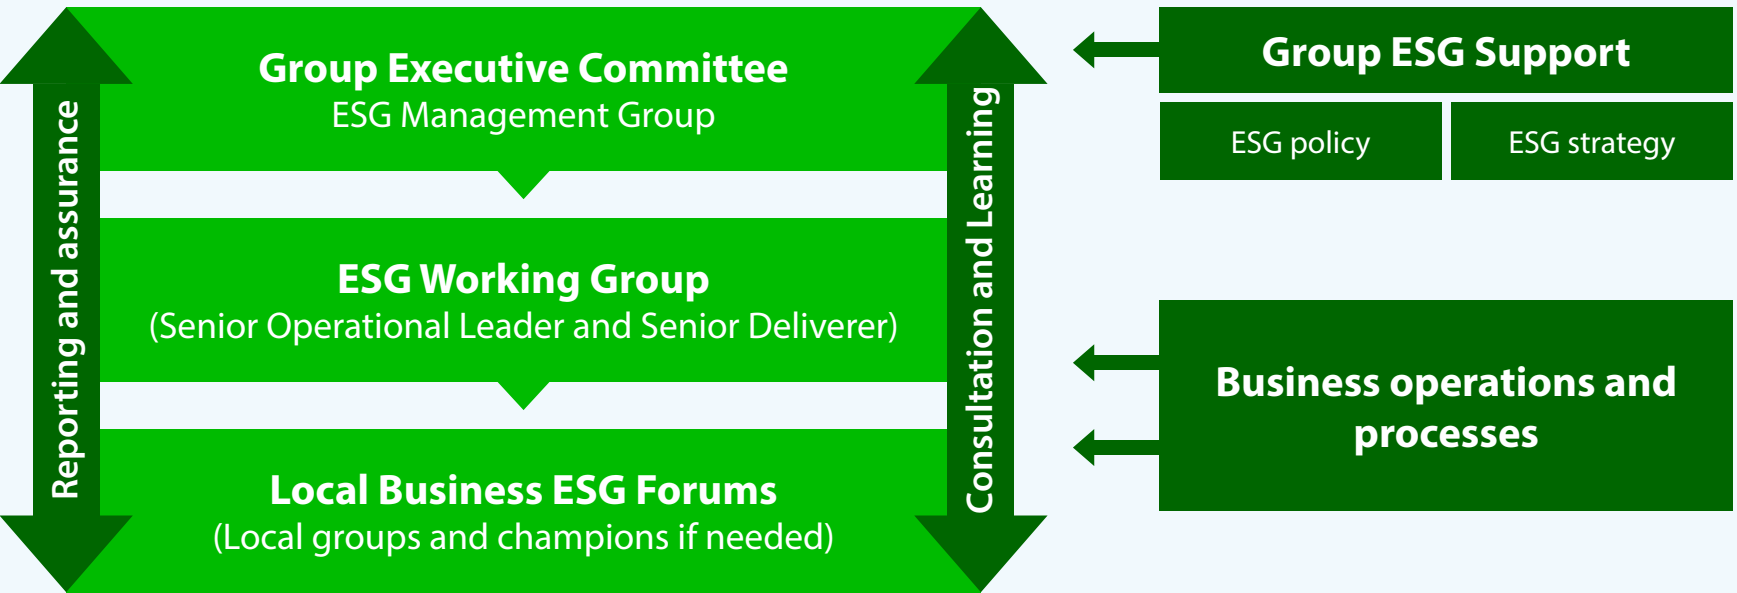 Reporting and assurance
Group Executive Committee
ESG Management Group
ESG Working Group
(Senior Operational Leader and Senior Deliverer)
Local Business ESG Forums
(Local groups and champions if needed)
Consultation and Learning
Group ESG Support
ESG policy
ESG strategy
Business operations and
processes